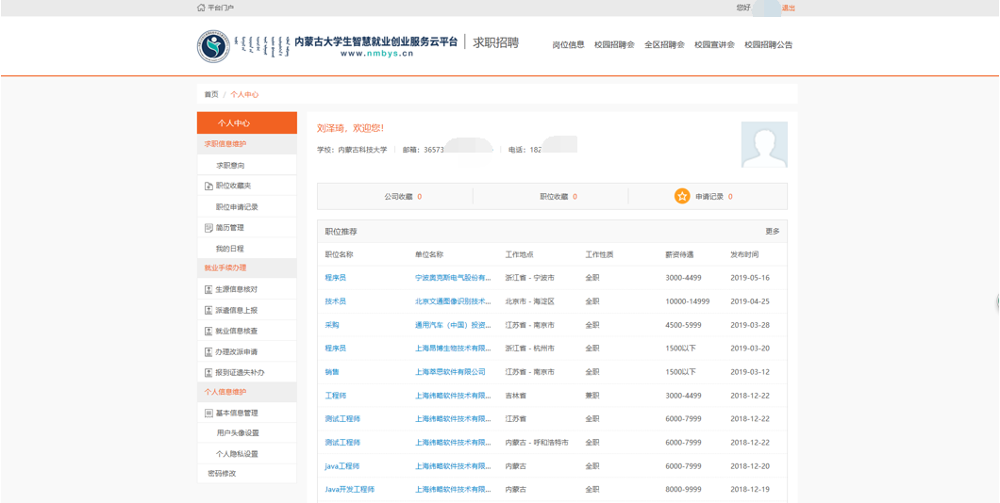 平台门户
您好 退出
内蒙古大学生智慧就业创业服务云平台 求职招聘
www.nmbys.cn
岗位信息 校园招聘会 全区招聘会 校园宣讲会 校园招聘公告
首页 / 个人中心
个人中心
求职信息维护
求职意向
职位收藏夹
职位申请记录
简历管理
我的日程
就业手续办理
生源信息核对
派遣信息上报
就业信息核查
办理改派申请
报到证遗失补办
个人信息维护
基本信息管理
用户头像设置
个人隐私设置
密码修改
刘泽琦，欢迎您！
学校：内蒙古科技大学 邮箱：36573 电话：182
公司收藏 0 职位收藏 0 申请记录 0
职位推荐 更多
职位名称 单位名称 工作地点 工作性质 薪资待遇 发布时间
程序员 宁波奥克斯电气股份有... 浙江省 - 宁波市 全职 3000-4499 2019-05-16
技术员 北京文通图像识别技术... 北京市 - 海淀区 全职 10000-14999 2019-04-25
采购 通用汽车（中国）投资... 江苏省 - 南京市 全职 4500-5999 2019-03-28
程序员 上海昂博生物技术有限... 浙江省 - 杭州市 全职 1500以下 2019-03-20
销售 上海萃思软件有限公司 江苏省 - 南京市 全职 1500以下 2019-03-12
工程师 上海纬略软件技术有限... 吉林省 兼职 3000-4499 2018-12-22
测试工程师 上海纬略软件技术有限... 江苏省 全职 6000-7999 2018-12-22
测试工程师 上海纬略软件技术有限... 内蒙古 - 呼和浩特市 全职 6000-7999 2018-12-22
java工程师 上海纬略软件技术有限... 内蒙古 全职 6000-7999 2018-12-20
Java开发工程师 上海纬略软件技术有限... 内蒙古 全职 8000-9999 2018-12-19